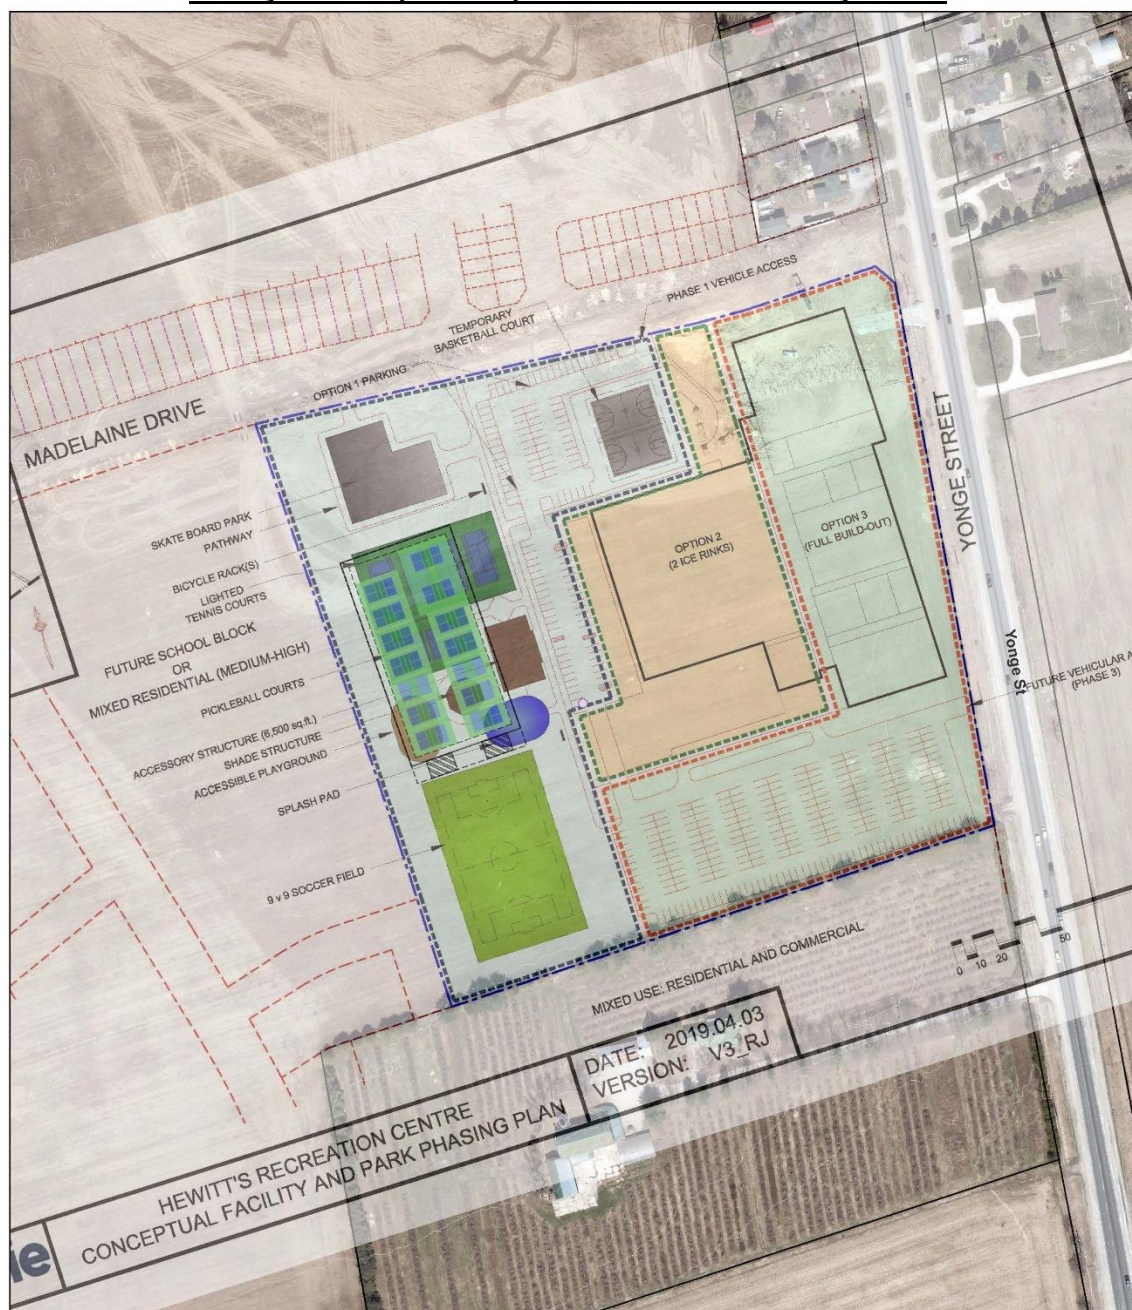 PHASE 1 VEHICLE ACCESS
TEMPORARY
BASKETBALL COURT
OPTION 1 PARKING
MADELAINE DRIVE
YONGE STREET
SKATE BOARD PARK
PATHWAY
BICYCLE RACK(S)
LIGHTED
TENNIS COURTS
FUTURE SCHOOL BLOCK
OR
MIXED RESIDENTIAL (MEDIUM-HIGH)
PICKLEBALL COURTS
ACCESSORY STRUCTURE (6,500 sq.ft.)
SHADE STRUCTURE
ACCESSIBLE PLAYGROUND
SPLASH PAD
9 v 9 SOCCER FIELD
OPTION 2
(2 ICE RINKS)
OPTION 3
(FULL BUILD-OUT)
Yonge St
FUTURE VEHICULAR A
(PHASE 3)
MIXED USE: RESIDENTIAL AND COMMERCIAL
0 10 20 50
DATE: 2019.04.03
VERSION: V3_RJ
HEWITT'S RECREATION CENTRE
CONCEPTUAL FACILITY AND PARK PHASING PLAN
ie